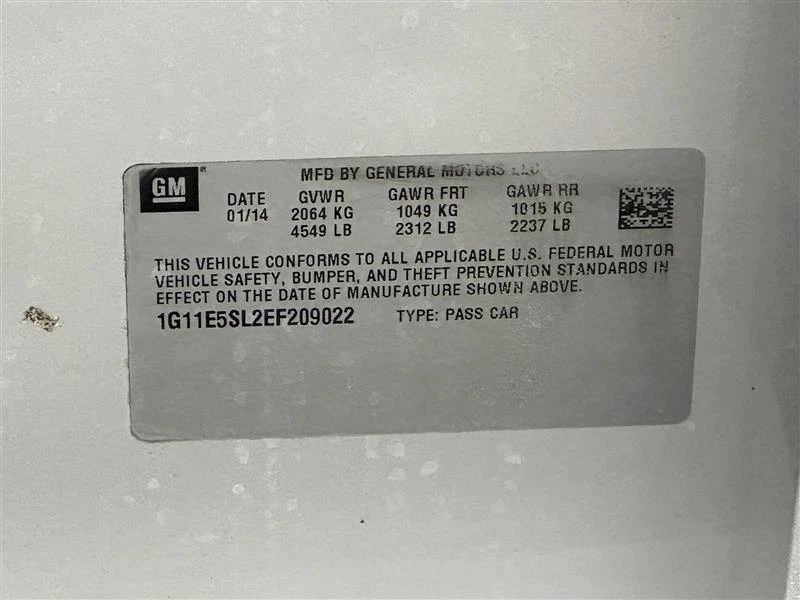 MFD BY GENERAL MOTORS LLC
GM®
DATE GVWR GAWR FRT GAWR RR
01/14 2064 KG 1049 KG 1015 KG
4549 LB 2312 LB 2237 LB
THIS VEHICLE CONFORMS TO ALL APPLICABLE U.S. FEDERAL MOTOR
VEHICLE SAFETY, BUMPER, AND THEFT PREVENTION STANDARDS IN
EFFECT ON THE DATE OF MANUFACTURE SHOWN ABOVE.
1G11E5SL2EF209022 TYPE: PASS CAR